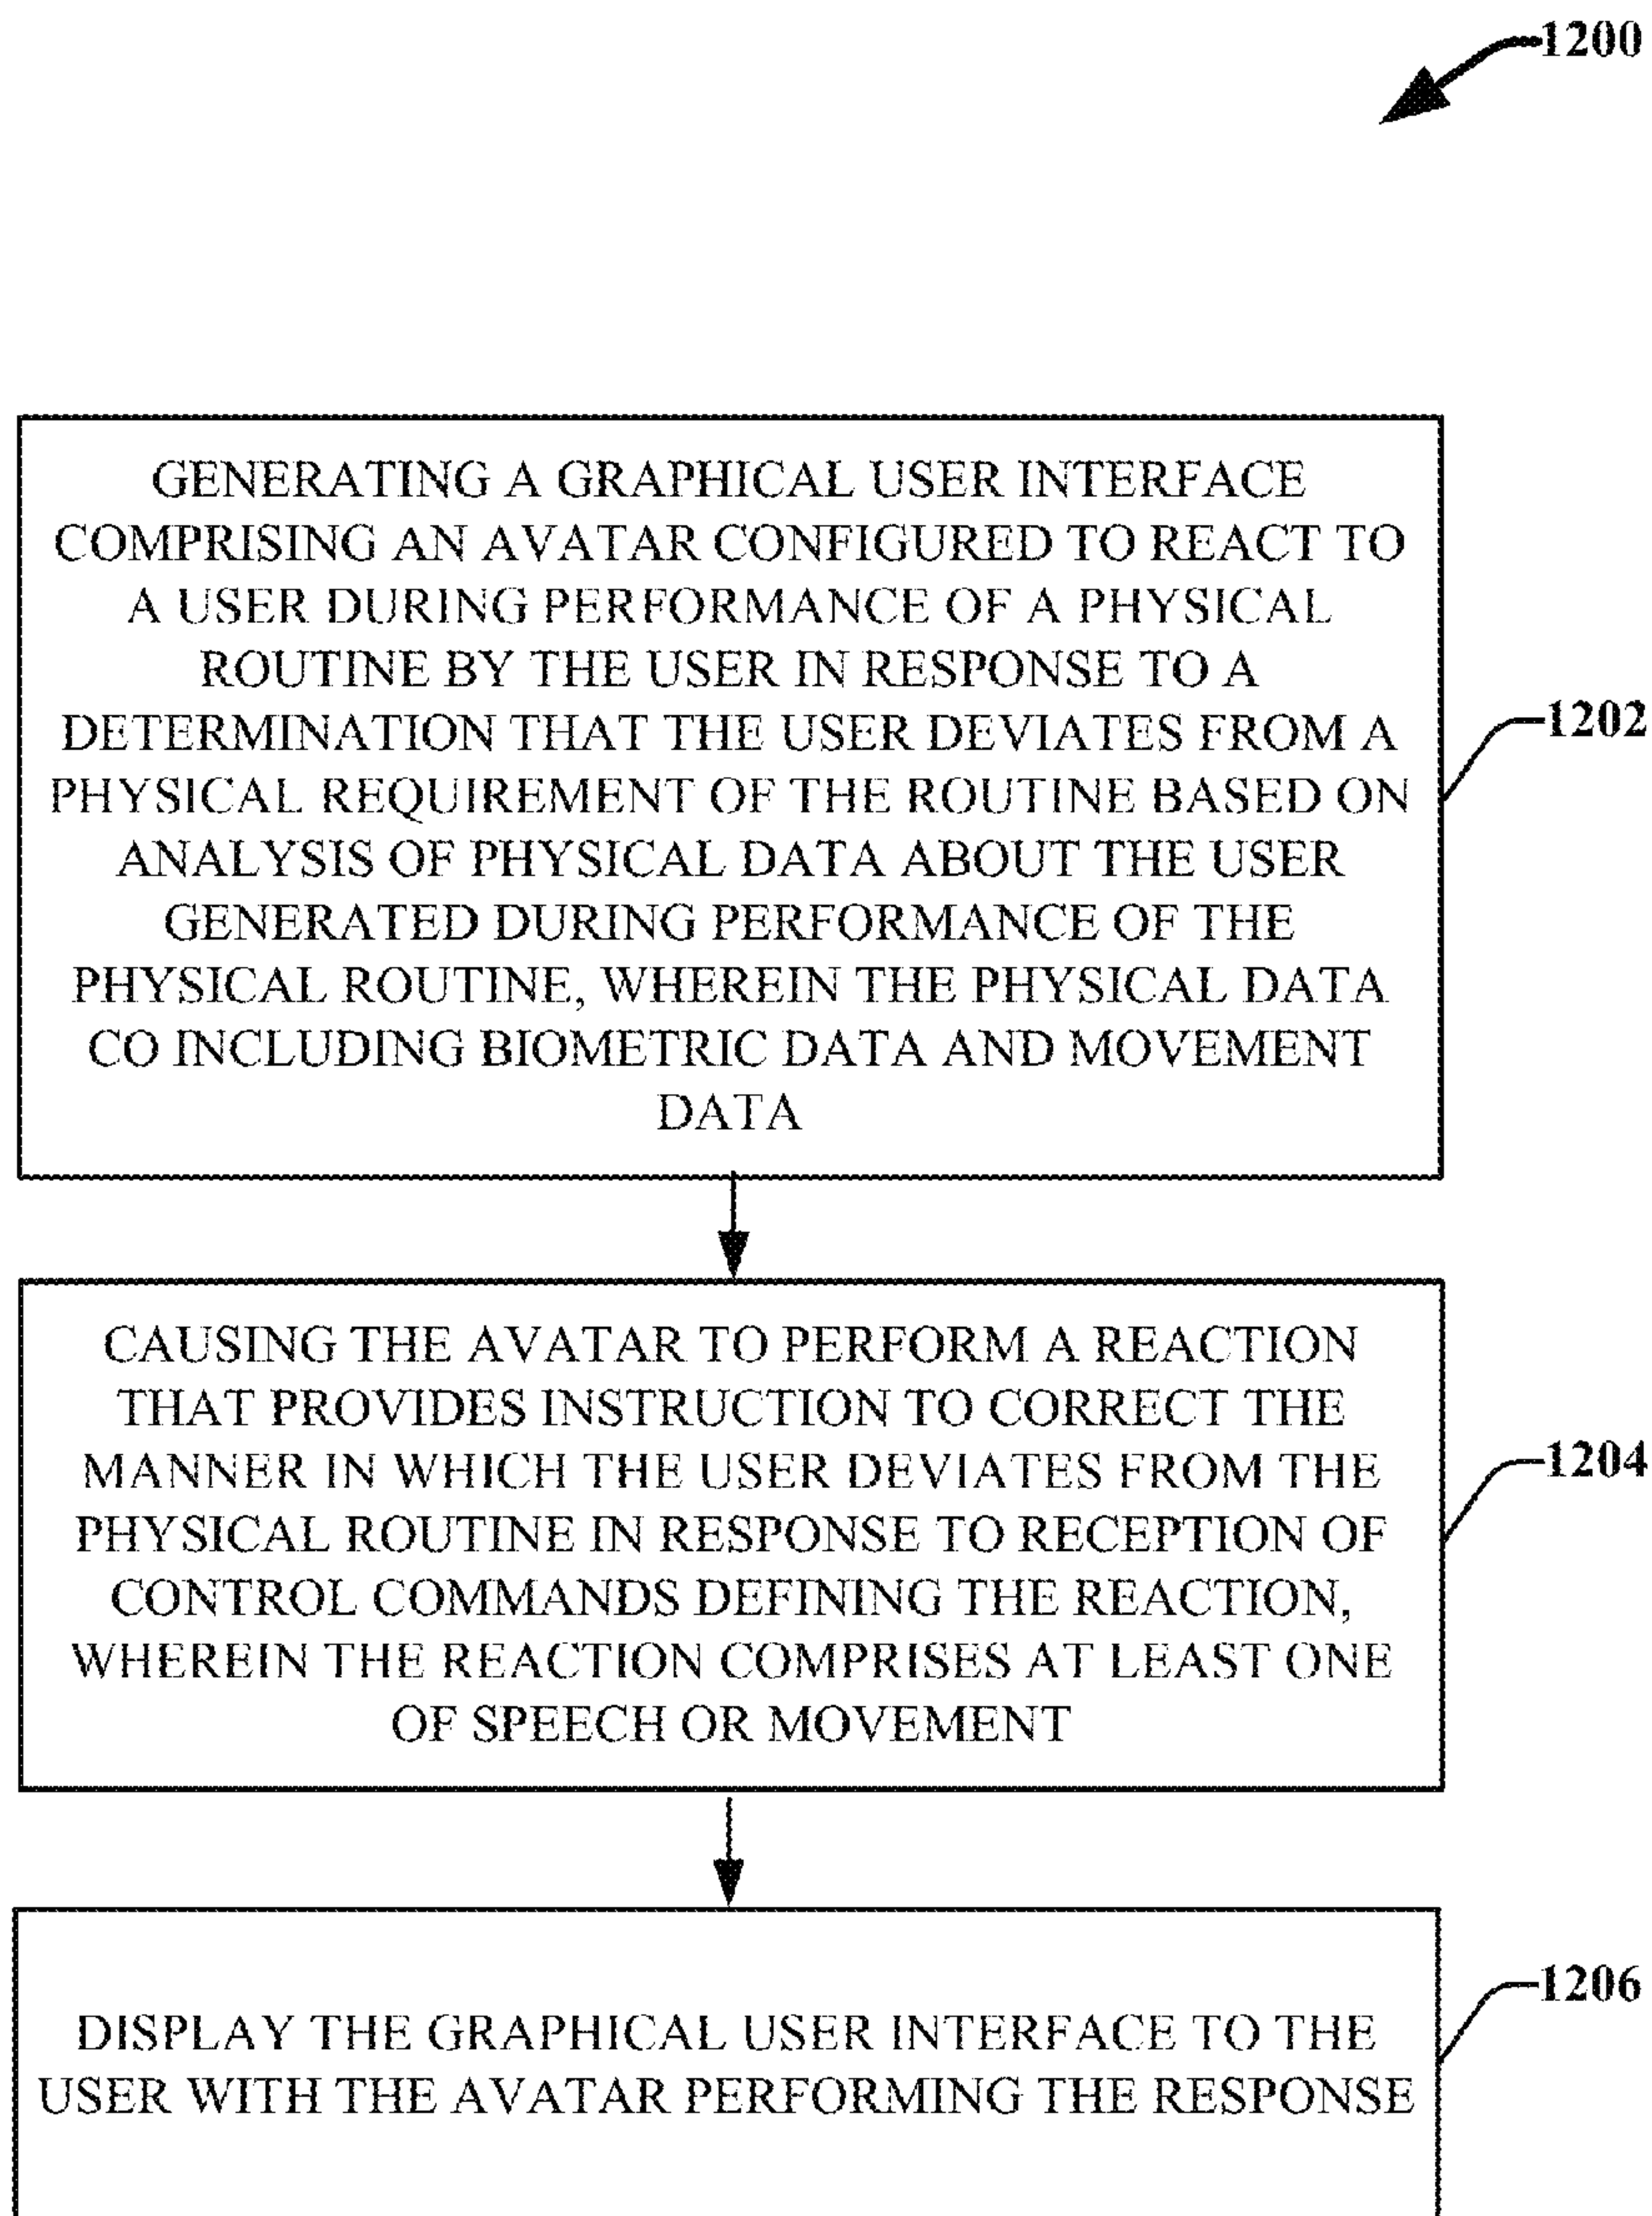 1200
GENERATING A GRAPHICAL USER INTERFACE
COMPRISING AN AVATAR CONFIGURED TO REACT TO
A USER DURING PERFORMANCE OF A PHYSICAL
ROUTINE BY THE USER IN RESPONSE TO A
DETERMINATION THAT THE USER DEVIATES FROM A
PHYSICAL REQUIREMENT OF THE ROUTINE BASED ON
ANALYSIS OF PHYSICAL DATA ABOUT THE USER
GENERATED DURING PERFORMANCE OF THE
PHYSICAL ROUTINE, WHEREIN THE PHYSICAL DATA
CO INCLUDING BIOMETRIC DATA AND MOVEMENT
DATA
1202
CAUSING THE AVATAR TO PERFORM A REACTION
THAT PROVIDES INSTRUCTION TO CORRECT THE
MANNER IN WHICH THE USER DEVIATES FROM THE
PHYSICAL ROUTINE IN RESPONSE TO RECEPTION OF
CONTROL COMMANDS DEFINING THE REACTION,
WHEREIN THE REACTION COMPRISES AT LEAST ONE
OF SPEECH OR MOVEMENT
1204
DISPLAY THE GRAPHICAL USER INTERFACE TO THE
USER WITH THE AVATAR PERFORMING THE RESPONSE
1206